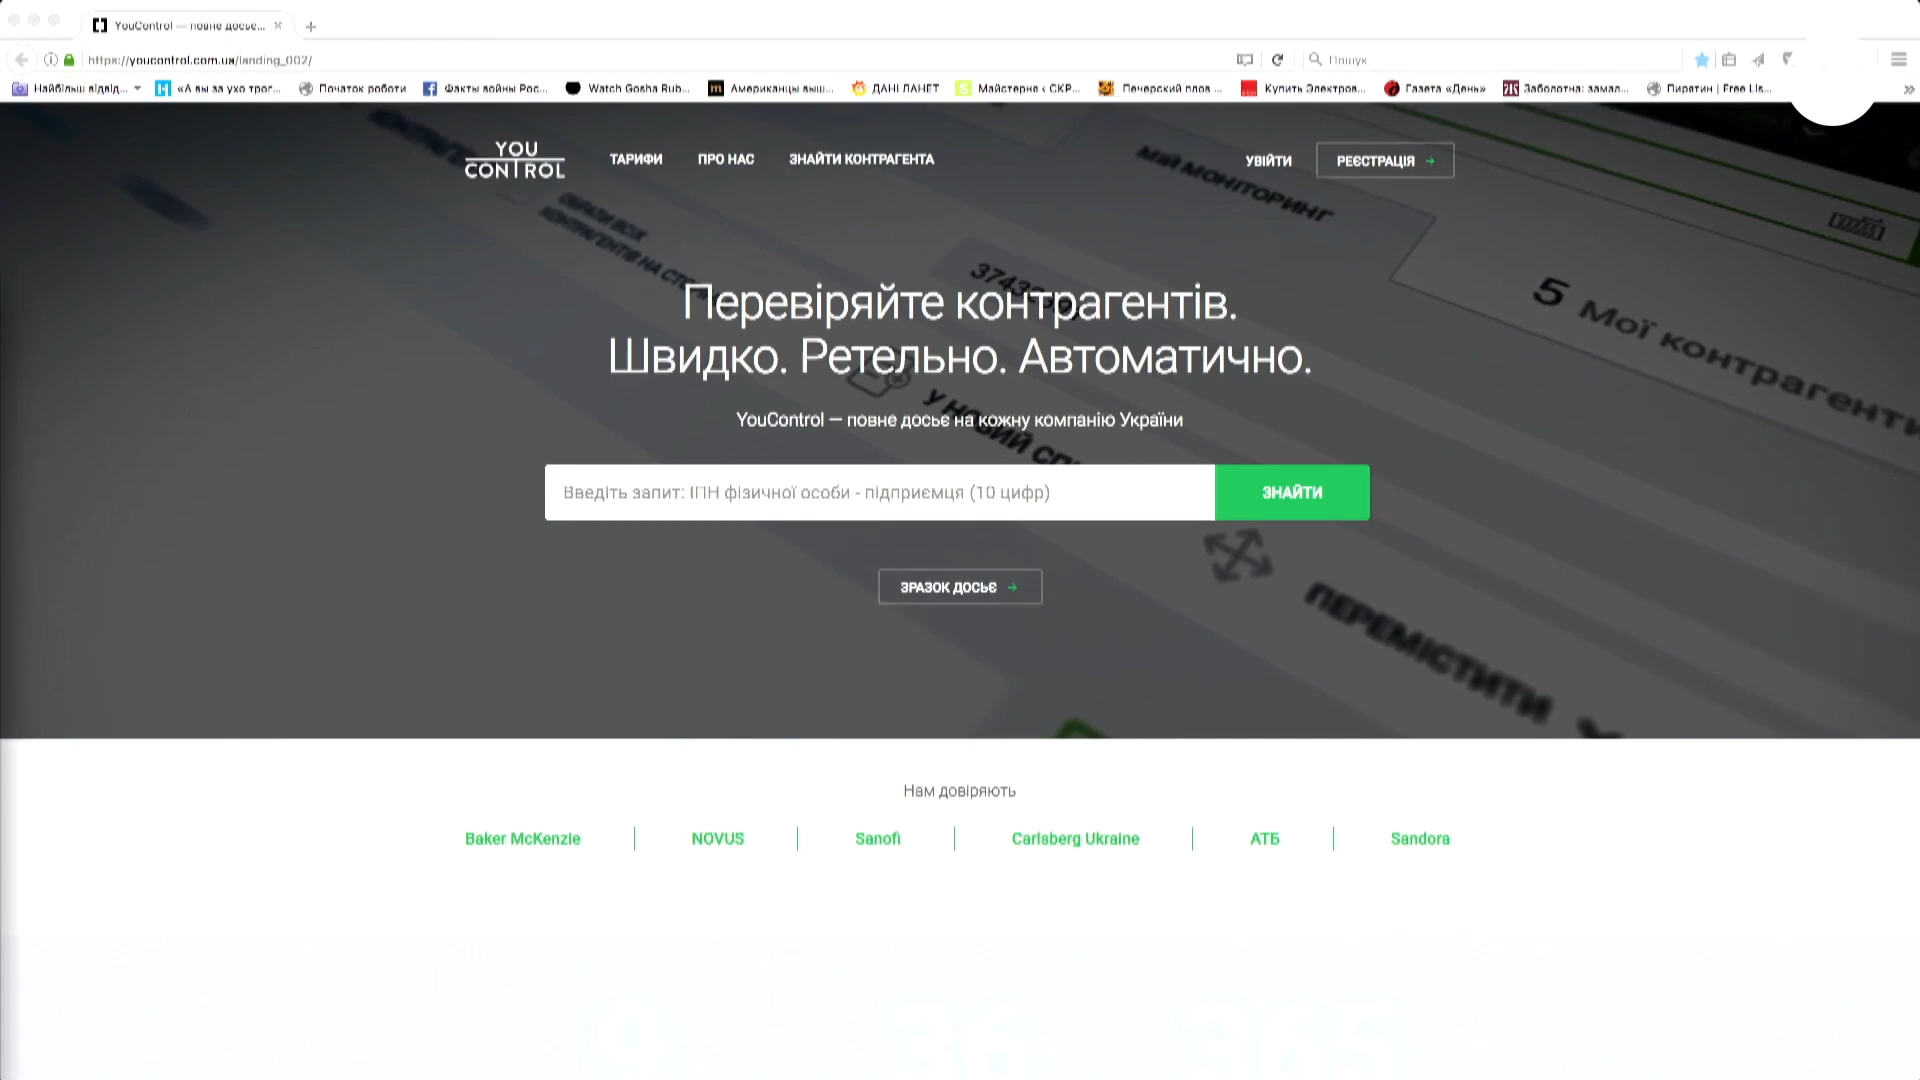 YouControl — повне досьє...
https://youcontrol.com.ua/landing_002/
Пошук
Найбільш відвід...
«А вы за ухо трог...
Початок роботи
Факты войны Рос...
Watch Gosha Rub...
Американцы выш...
ДАНІ ЛАНЕТ
Майстерня ‹ СКР...
Печерский плов ...
Купить Электров...
Газета «День»
Заболотна: замал...
Пирятин | Free Lis...
YOU
CONTROL
ТАРИФИ
ПРО НАС
ЗНАЙТИ КОНТРАГЕНТА
УВІЙТИ
РЕЄСТРАЦІЯ
МІЙ МОНІТОРИНГ
5 Мої контрагенти
Перевіряйте контрагентів.
Швидко. Ретельно. Автоматично.
YouControl — повне досьє на кожну компанію України
Введіть запит: ІПН фізичної особи - підприємця (10 цифр)
ЗНАЙТИ
ЗРАЗОК ДОСЬЄ
ПЕРЕМІСТИТИ
Нам довіряють
Baker McKenzie
NOVUS
Sanofi
Carlsberg Ukraine
АТБ
Sandora